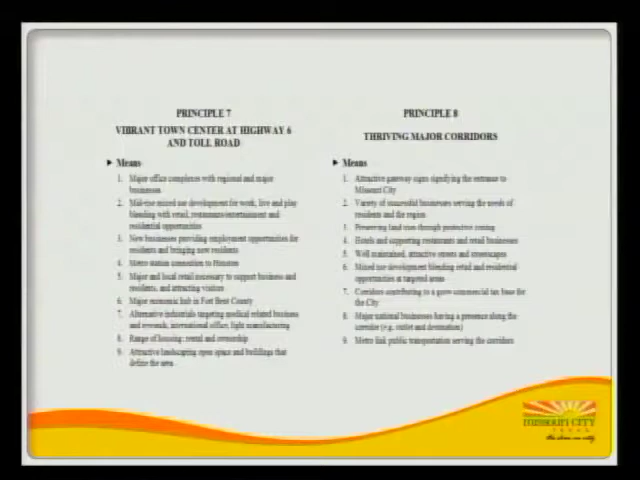 PRINCIPLE 7
VIBRANT TOWN CENTER AT HIGHWAY 6
AND TOLL ROAD
Means
1. Major office complexes with regional and major
businesses
2. Mid-rise mixed use development for work, live and play
blending with retail, restaurants/entertainment and
residential opportunities
3. New businesses providing employment opportunities for
residents and bringing new residents
4. Metro station connection to Houston
5. Major and local retail necessary to support business and
residents, and attracting visitors
6. Major economic hub in Fort Bend County
7. Alternative industrials targeting medical related business
and rewards, international office, light manufacturing
8. Range of housing: rental and ownership
9. Attractive landscaping open space and buildings that
define the area
PRINCIPLE 8
THRIVING MAJOR CORRIDORS
Means
1. Attractive gateway signs signifying the entrance to
Missouri City
2. Variety of successful businesses serving the needs of
residents and the region
3. Preserving land uses through protective zoning
4. Hotels and supporting restaurants and retail businesses
5. Well maintained, attractive streets and streetscapes
6. Mixed use development blending retail and residential
opportunities at targeted areas
7. Corridors contributing to a grow commercial tax base for
the City
8. Major national businesses having a presence along the
corridor (e.g. outlet and destination)
9. Metro link public transportation serving the corridors
MISSOURI CITY
TEXAS
the show me city